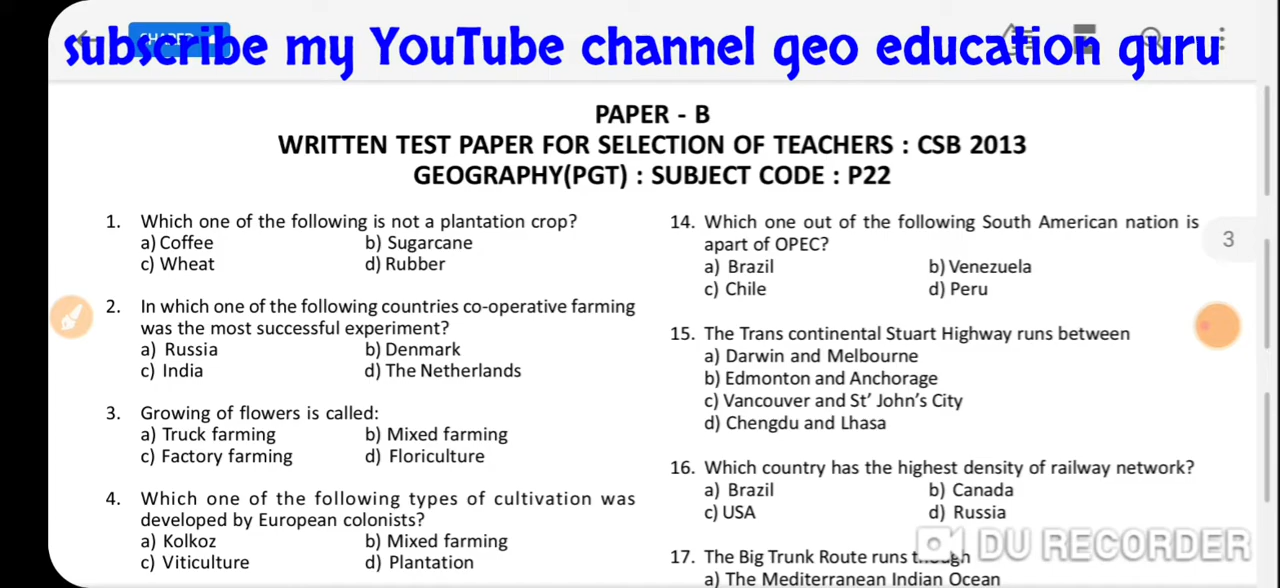 subscribe my YouTube channel geo education guru
PAPER - B
WRITTEN TEST PAPER FOR SELECTION OF TEACHERS : CSB 2013
GEOGRAPHY(PGT) : SUBJECT CODE : P22
1. Which one of the following is not a plantation crop?
a) Coffee b) Sugarcane
c) Wheat d) Rubber
2. In which one of the following countries co-operative farming
was the most successful experiment?
a) Russia b) Denmark
c) India d) The Netherlands
3. Growing of flowers is called:
a) Truck farming b) Mixed farming
c) Factory farming d) Floriculture
4. Which one of the following types of cultivation was
developed by European colonists?
a) Kolkoz b) Mixed farming
c) Viticulture d) Plantation
14. Which one out of the following South American nation is
apart of OPEC?
a) Brazil b) Venezuela
c) Chile d) Peru
3
15. The Trans continental Stuart Highway runs between
a) Darwin and Melbourne
b) Edmonton and Anchorage
c) Vancouver and St' John's City
d) Chengdu and Lhasa
16. Which country has the highest density of railway network?
a) Brazil b) Canada
c) USA d) Russia
DU RECORDER
17. The Big Trunk Route runs
a) The Mediterranean Indian Ocean